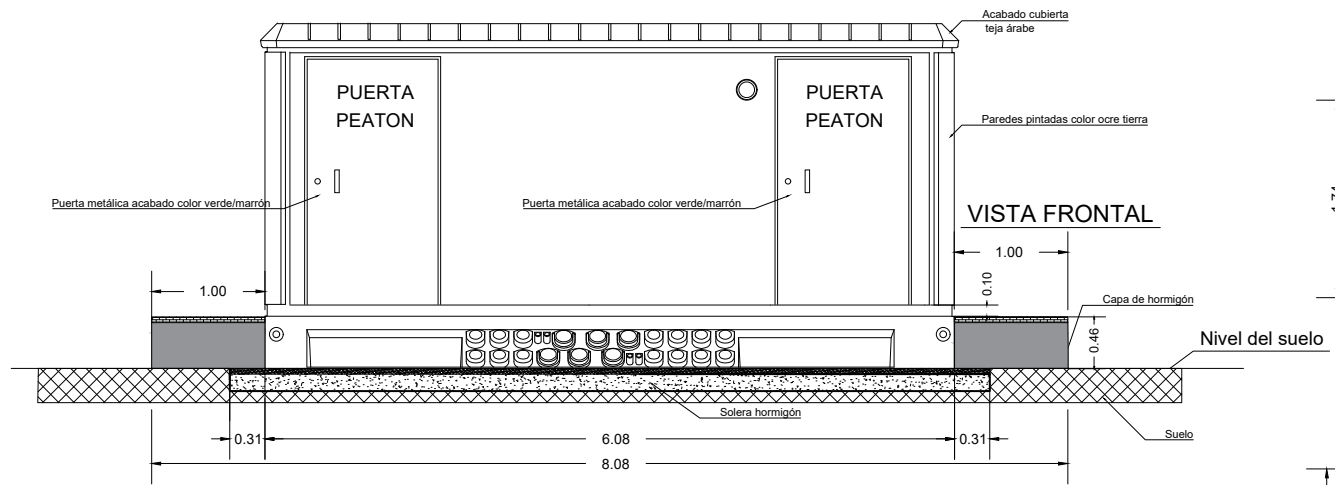 Acabado cubierta
teja árabe
PUERTA
PEATON
PUERTA
PEATON
Paredes pintadas color ocre tierra
Puerta metálica acabado color verde/marrón
Puerta metálica acabado color verde/marrón
VISTA FRONTAL
1.00
1.00
0.10
Capa de hormigón
0.46
Nivel del suelo
Solera hormigón
Suelo
0.31
6.08
0.31
8.08